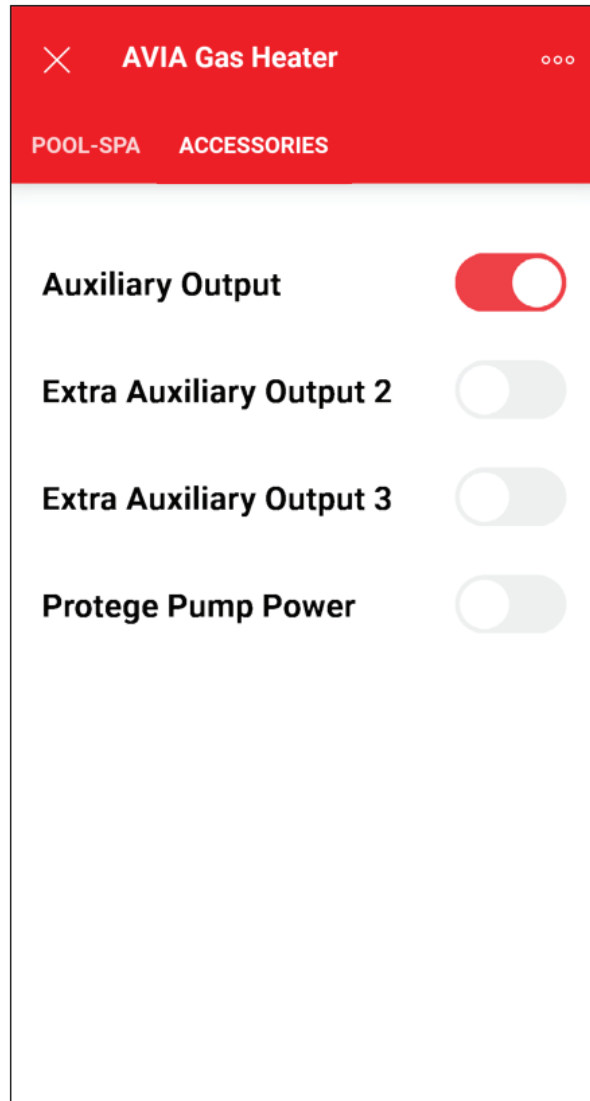 AVIA Gas Heater
POOL-SPA ACCESSORIES
Auxiliary Output
Extra Auxiliary Output 2
Extra Auxiliary Output 3
Protege Pump Power